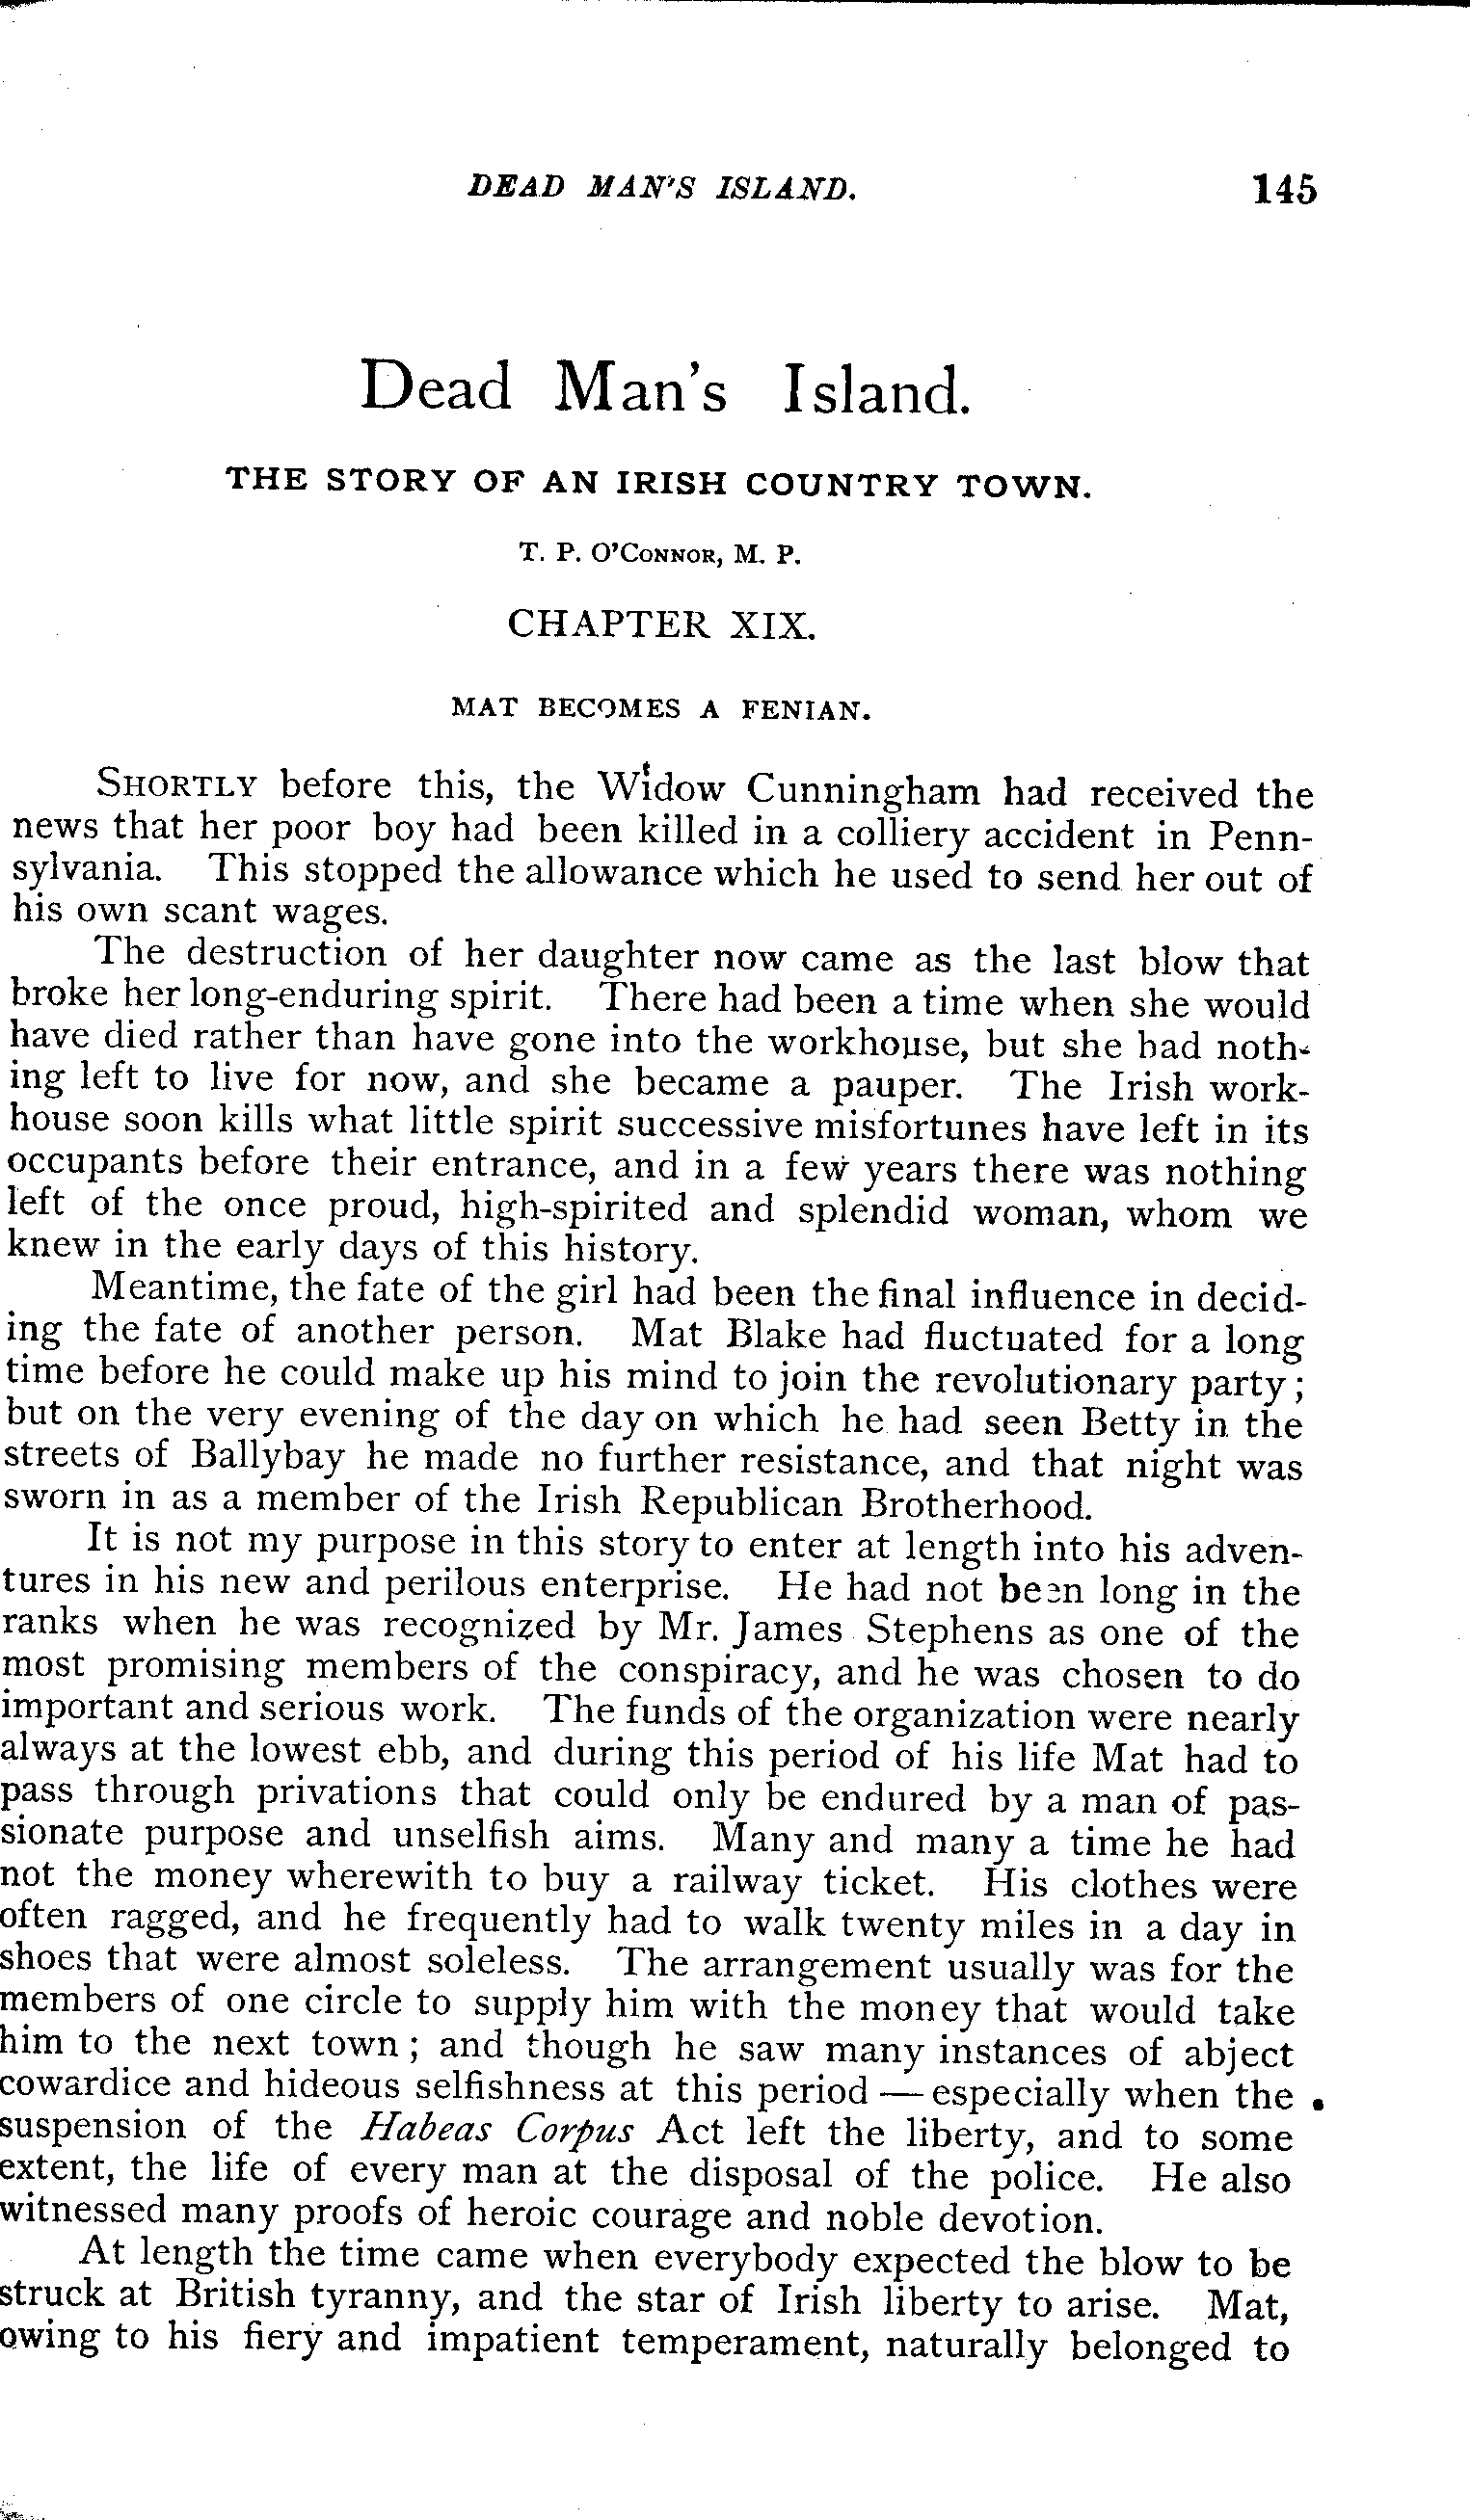 DEAD MAN'S ISLAND. 145
Dead Man's Island.
THE STORY OF AN IRISH COUNTRY TOWN.
T. P. O'CONNOR, M. P.
CHAPTER XIX.
MAT BECOMES A FENIAN.
SHORTLY before this, the Widow Cunningham had received the
news that her poor boy had been killed in a colliery accident in Penn-
sylvania. This stopped the allowance which he used to send her out of
his own scant wages.
The destruction of her daughter now came as the last blow that
broke her long-enduring spirit. There had been a time when she would
have died rather than have gone into the workhouse, but she had noth-
ing left to live for now, and she became a pauper. The Irish work-
house soon kills what little spirit successive misfortunes have left in its
occupants before their entrance, and in a few years there was nothing
left of the once proud, high-spirited and splendid woman, whom we
knew in the early days of this history.
Meantime, the fate of the girl had been the final influence in decid-
ing the fate of another person. Mat Blake had fluctuated for a long
time before he could make up his mind to join the revolutionary party;
but on the very evening of the day on which he had seen Betty in the
streets of Ballybay he made no further resistance, and that night was
sworn in as a member of the Irish Republican Brotherhood.
It is not my purpose in this story to enter at length into his adven-
tures in his new and perilous enterprise. He had not been long in the
ranks when he was recognized by Mr. James Stephens as one of the
most promising members of the conspiracy, and he was chosen to do
important and serious work. The funds of the organization were nearly
always at the lowest ebb, and during this period of his life Mat had to
pass through privations that could only be endured by a man of pas-
sionate purpose and unselfish aims. Many and many a time he had
not the money wherewith to buy a railway ticket. His clothes were
often ragged, and he frequently had to walk twenty miles in a day in
shoes that were almost soleless. The arrangement usually was for the
members of one circle to supply him with the money that would take
him to the next town; and though he saw many instances of abject
cowardice and hideous selfishness at this period — especially when the
suspension of the Habeas Corpus Act left the liberty, and to some
extent, the life of every man at the disposal of the police. He also
witnessed many proofs of heroic courage and noble devotion.
At length the time came when everybody expected the blow to be
struck at British tyranny, and the star of Irish liberty to arise. Mat,
owing to his fiery and impatient temperament, naturally belonged to